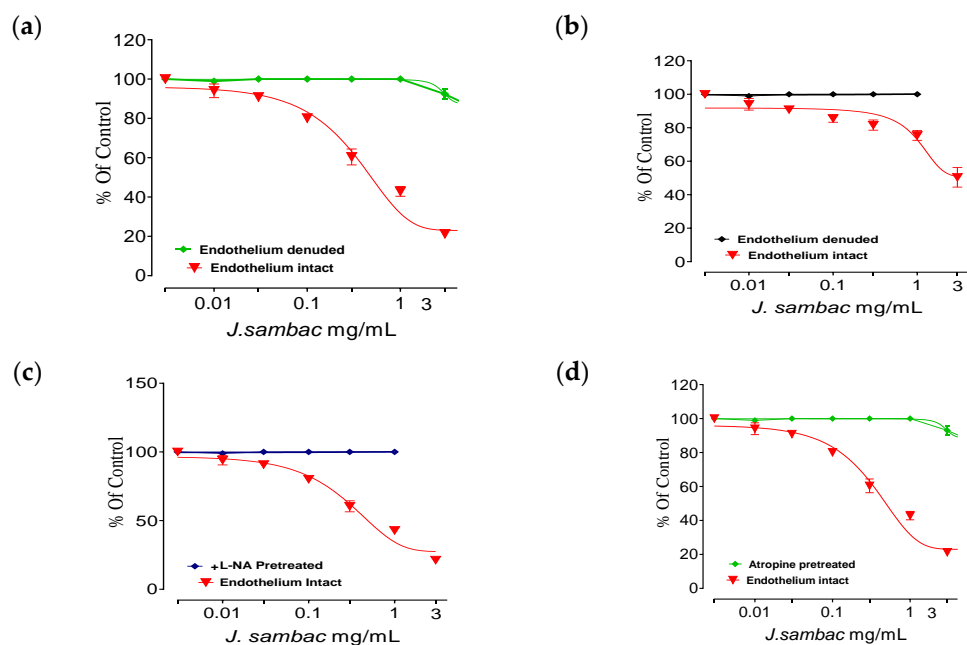 (a)
120
100
80
60
40
20
0
% Of Control
Endothelium denuded
Endothelium intact
0.01 0.1 1 3
J.sambac mg/mL
(b)
120
100
80
60
40
20
0
% Of Control
Endothelium denuded
Endothelium intact
0.01 0.1 1 3
J.sambac mg/mL
(c)
150
100
50
0
% Of Control
+L-NA Pretreated
Endothelium Intact
0.01 0.1 1 3
J. sambac mg/mL
(d)
120
100
80
60
40
20
0
% Of Control
Atropine pretreated
Endothelium intact
0.01 0.1 1 3
J.sambac mg/mL